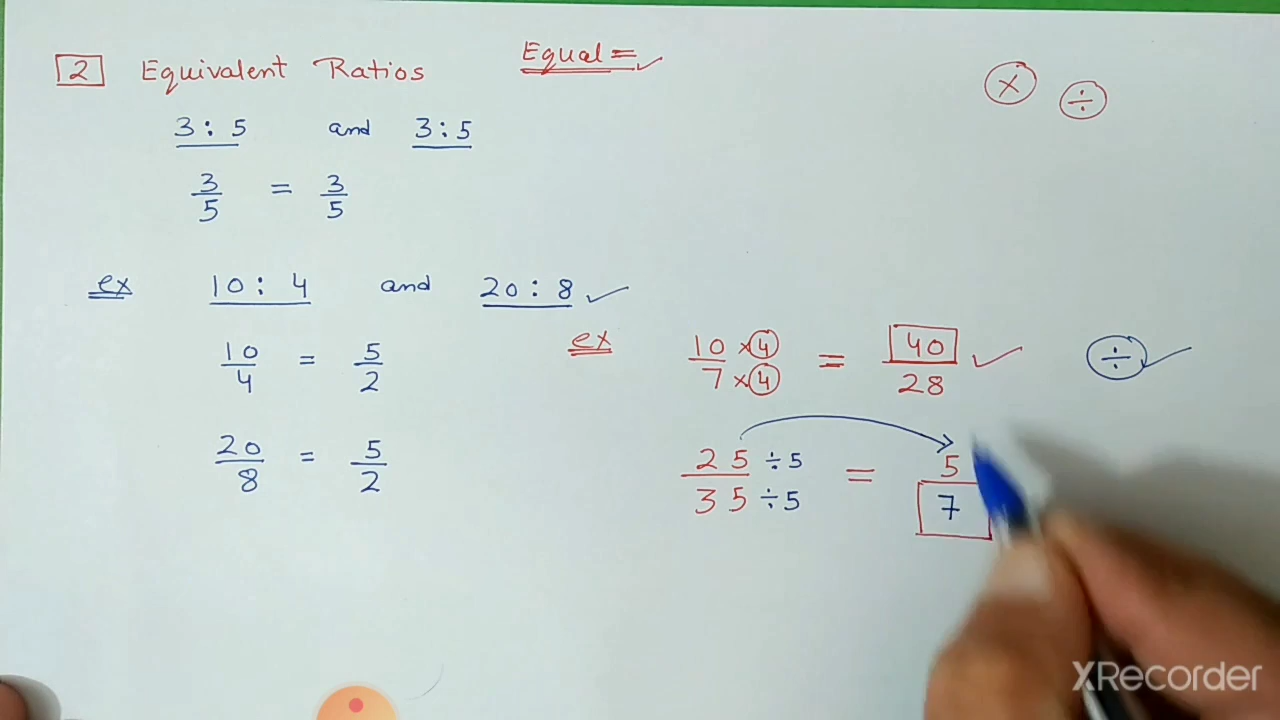 2 Equivalent Ratios Equal =
× ÷
3 : 5 and 3 : 5
3/5 = 3/5
ex 10 : 4 and 20 : 8
10/4 = 5/2
20/8 = 5/2
ex 10 × 4 / 7 × 4 = 40/28 ÷
25 ÷ 5 / 35 ÷ 5 = 5/7
XRecorder